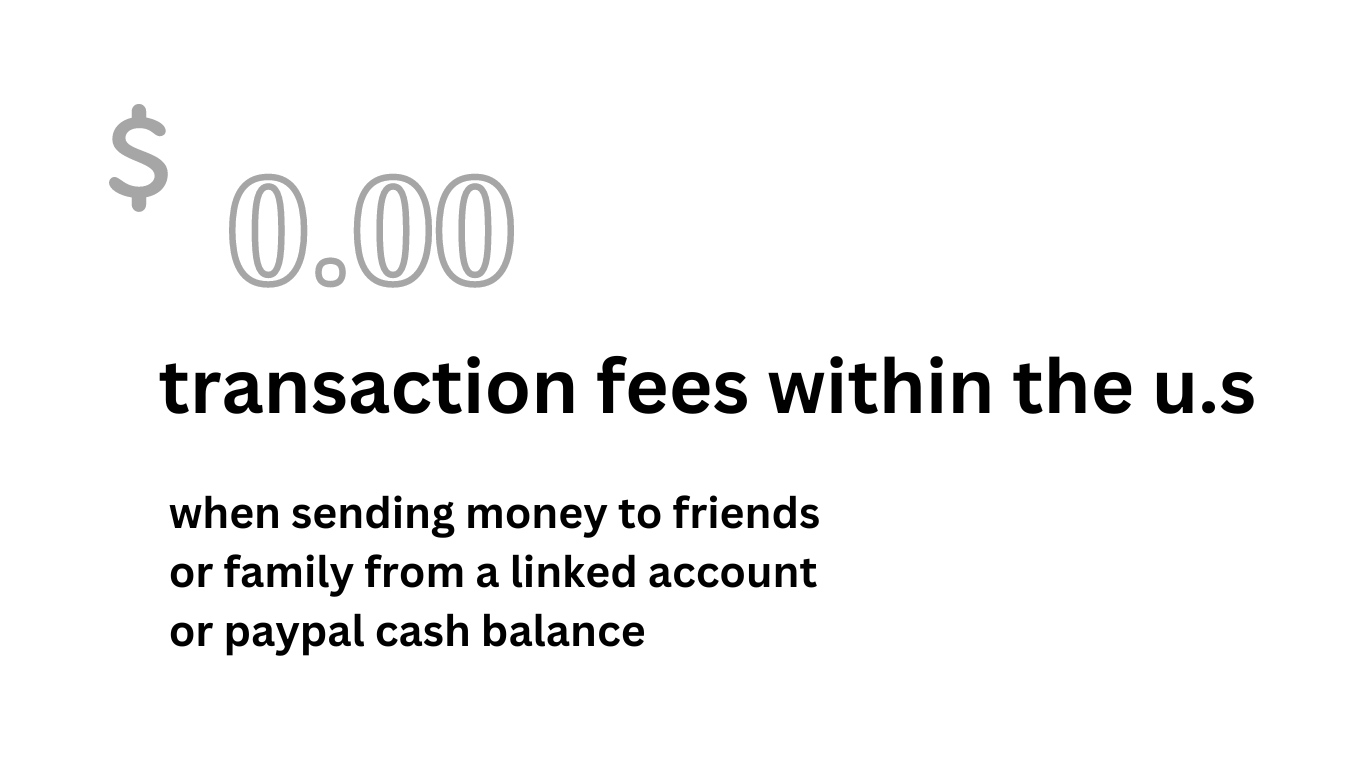 $
0.00
transaction fees within the u.s
when sending money to friends
or family from a linked account
or paypal cash balance